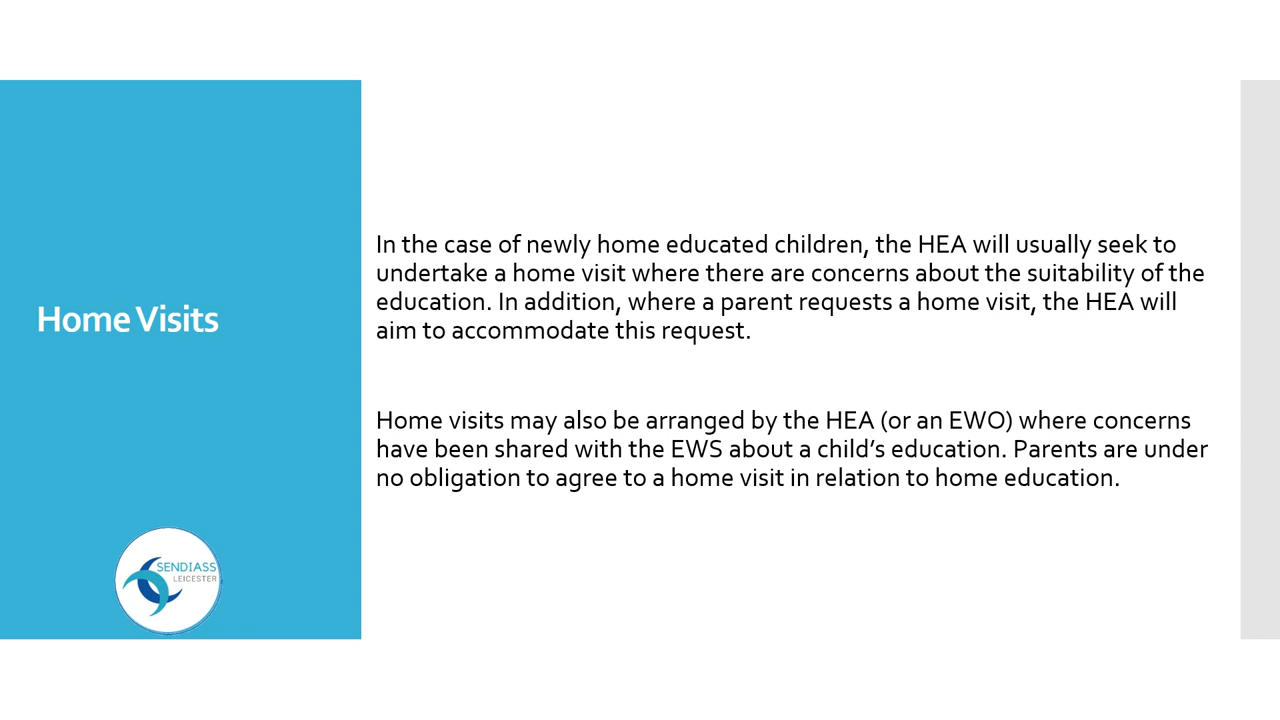 Home Visits
In the case of newly home educated children, the HEA will usually seek to
undertake a home visit where there are concerns about the suitability of the
education. In addition, where a parent requests a home visit, the HEA will
aim to accommodate this request.
Home visits may also be arranged by the HEA (or an EWO) where concerns
have been shared with the EWS about a child’s education. Parents are under
no obligation to agree to a home visit in relation to home education.
SENDIASS
LEICESTER